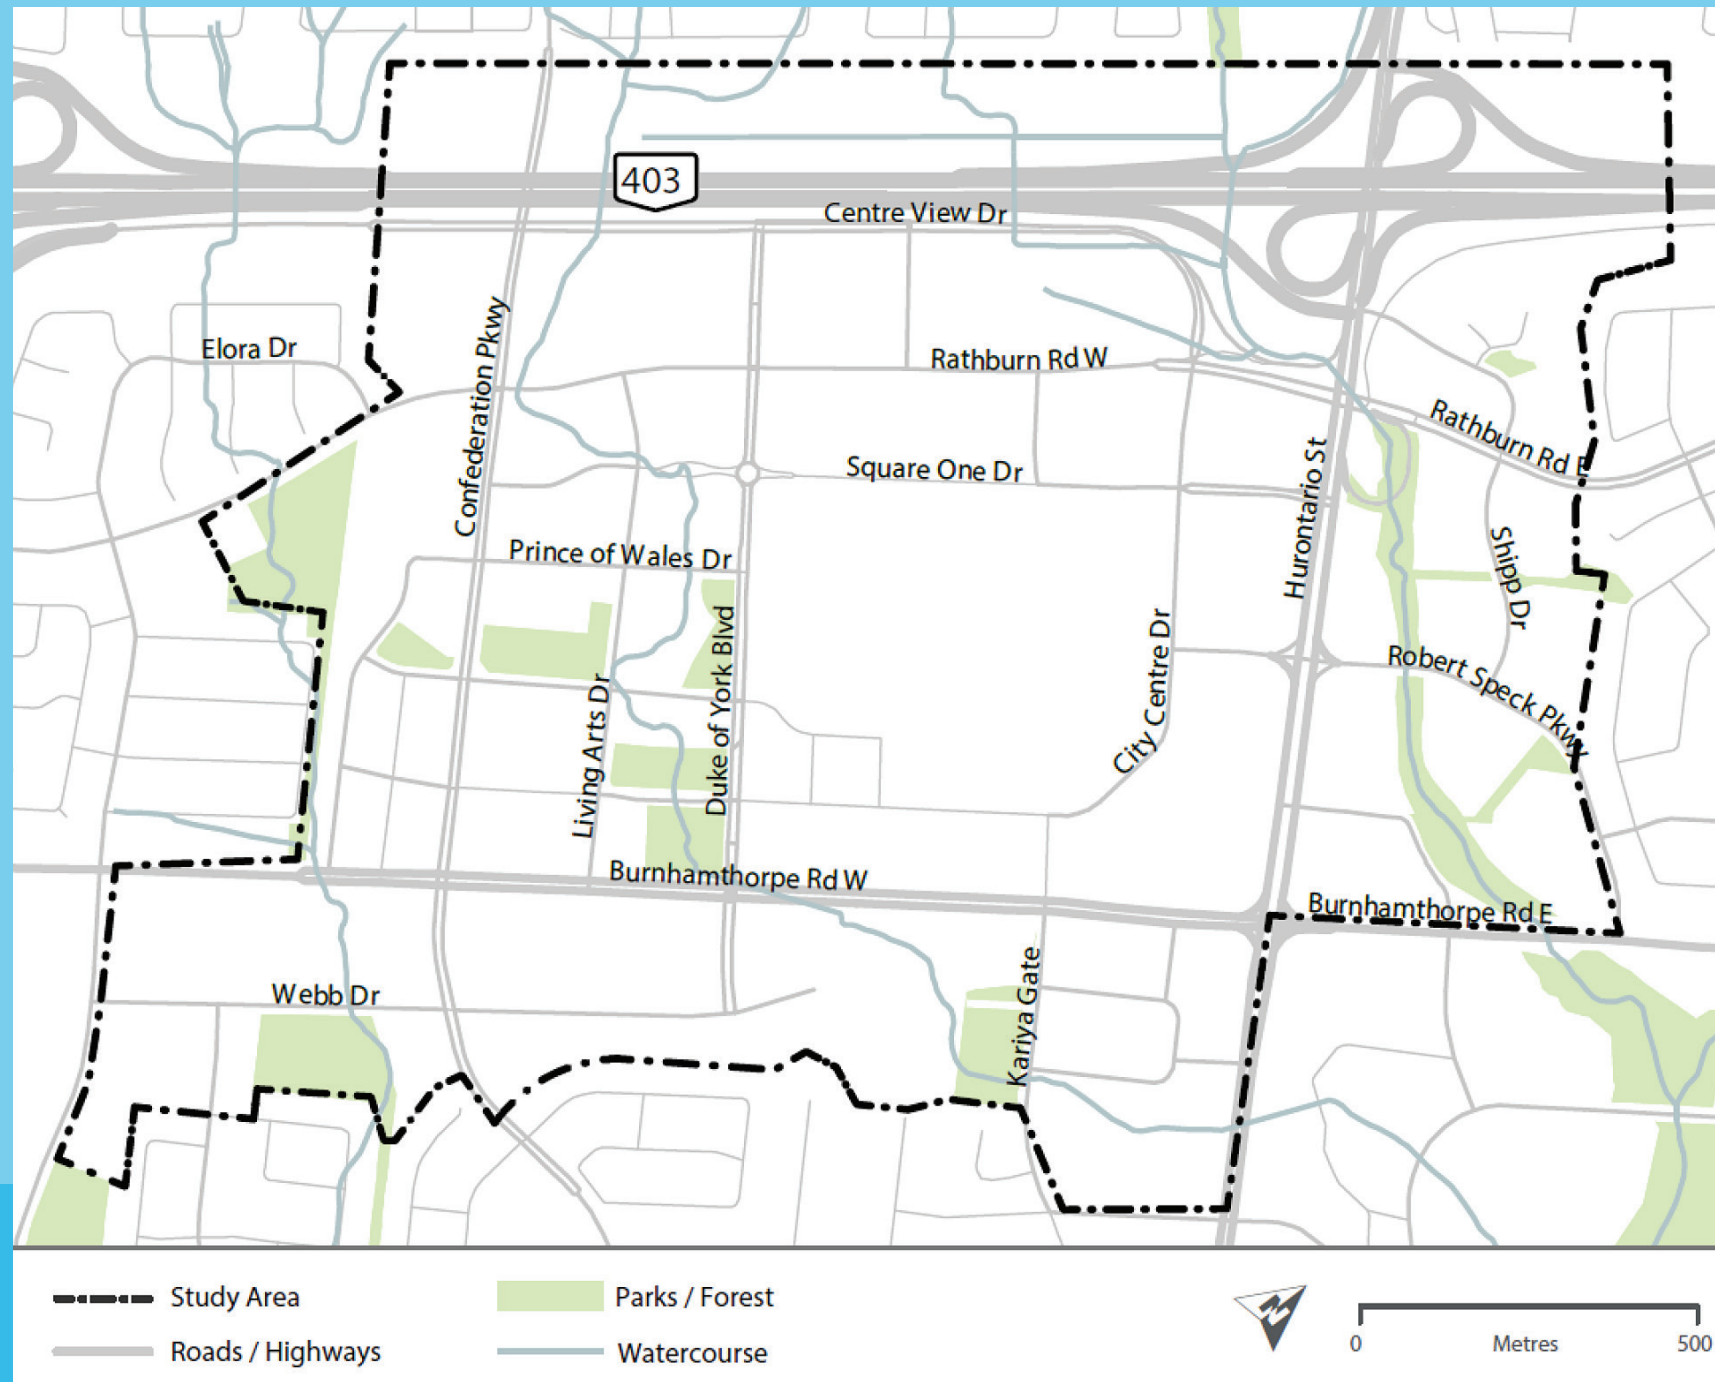 403
Centre View Dr
Elora Dr
Confederation Pkwy
Rathburn Rd W
Rathburn Rd E
Square One Dr
Hurontario St
Shipp Dr
Prince of Wales Dr
Duke of York Blvd
City Centre Dr
Robert Speck Pkwy
Living Arts Dr
Burnhamthorpe Rd W
Burnhamthorpe Rd E
Kariya Gate
Webb Dr
Study Area
Parks / Forest
Roads / Highways
Watercourse
N
0 Metres 500